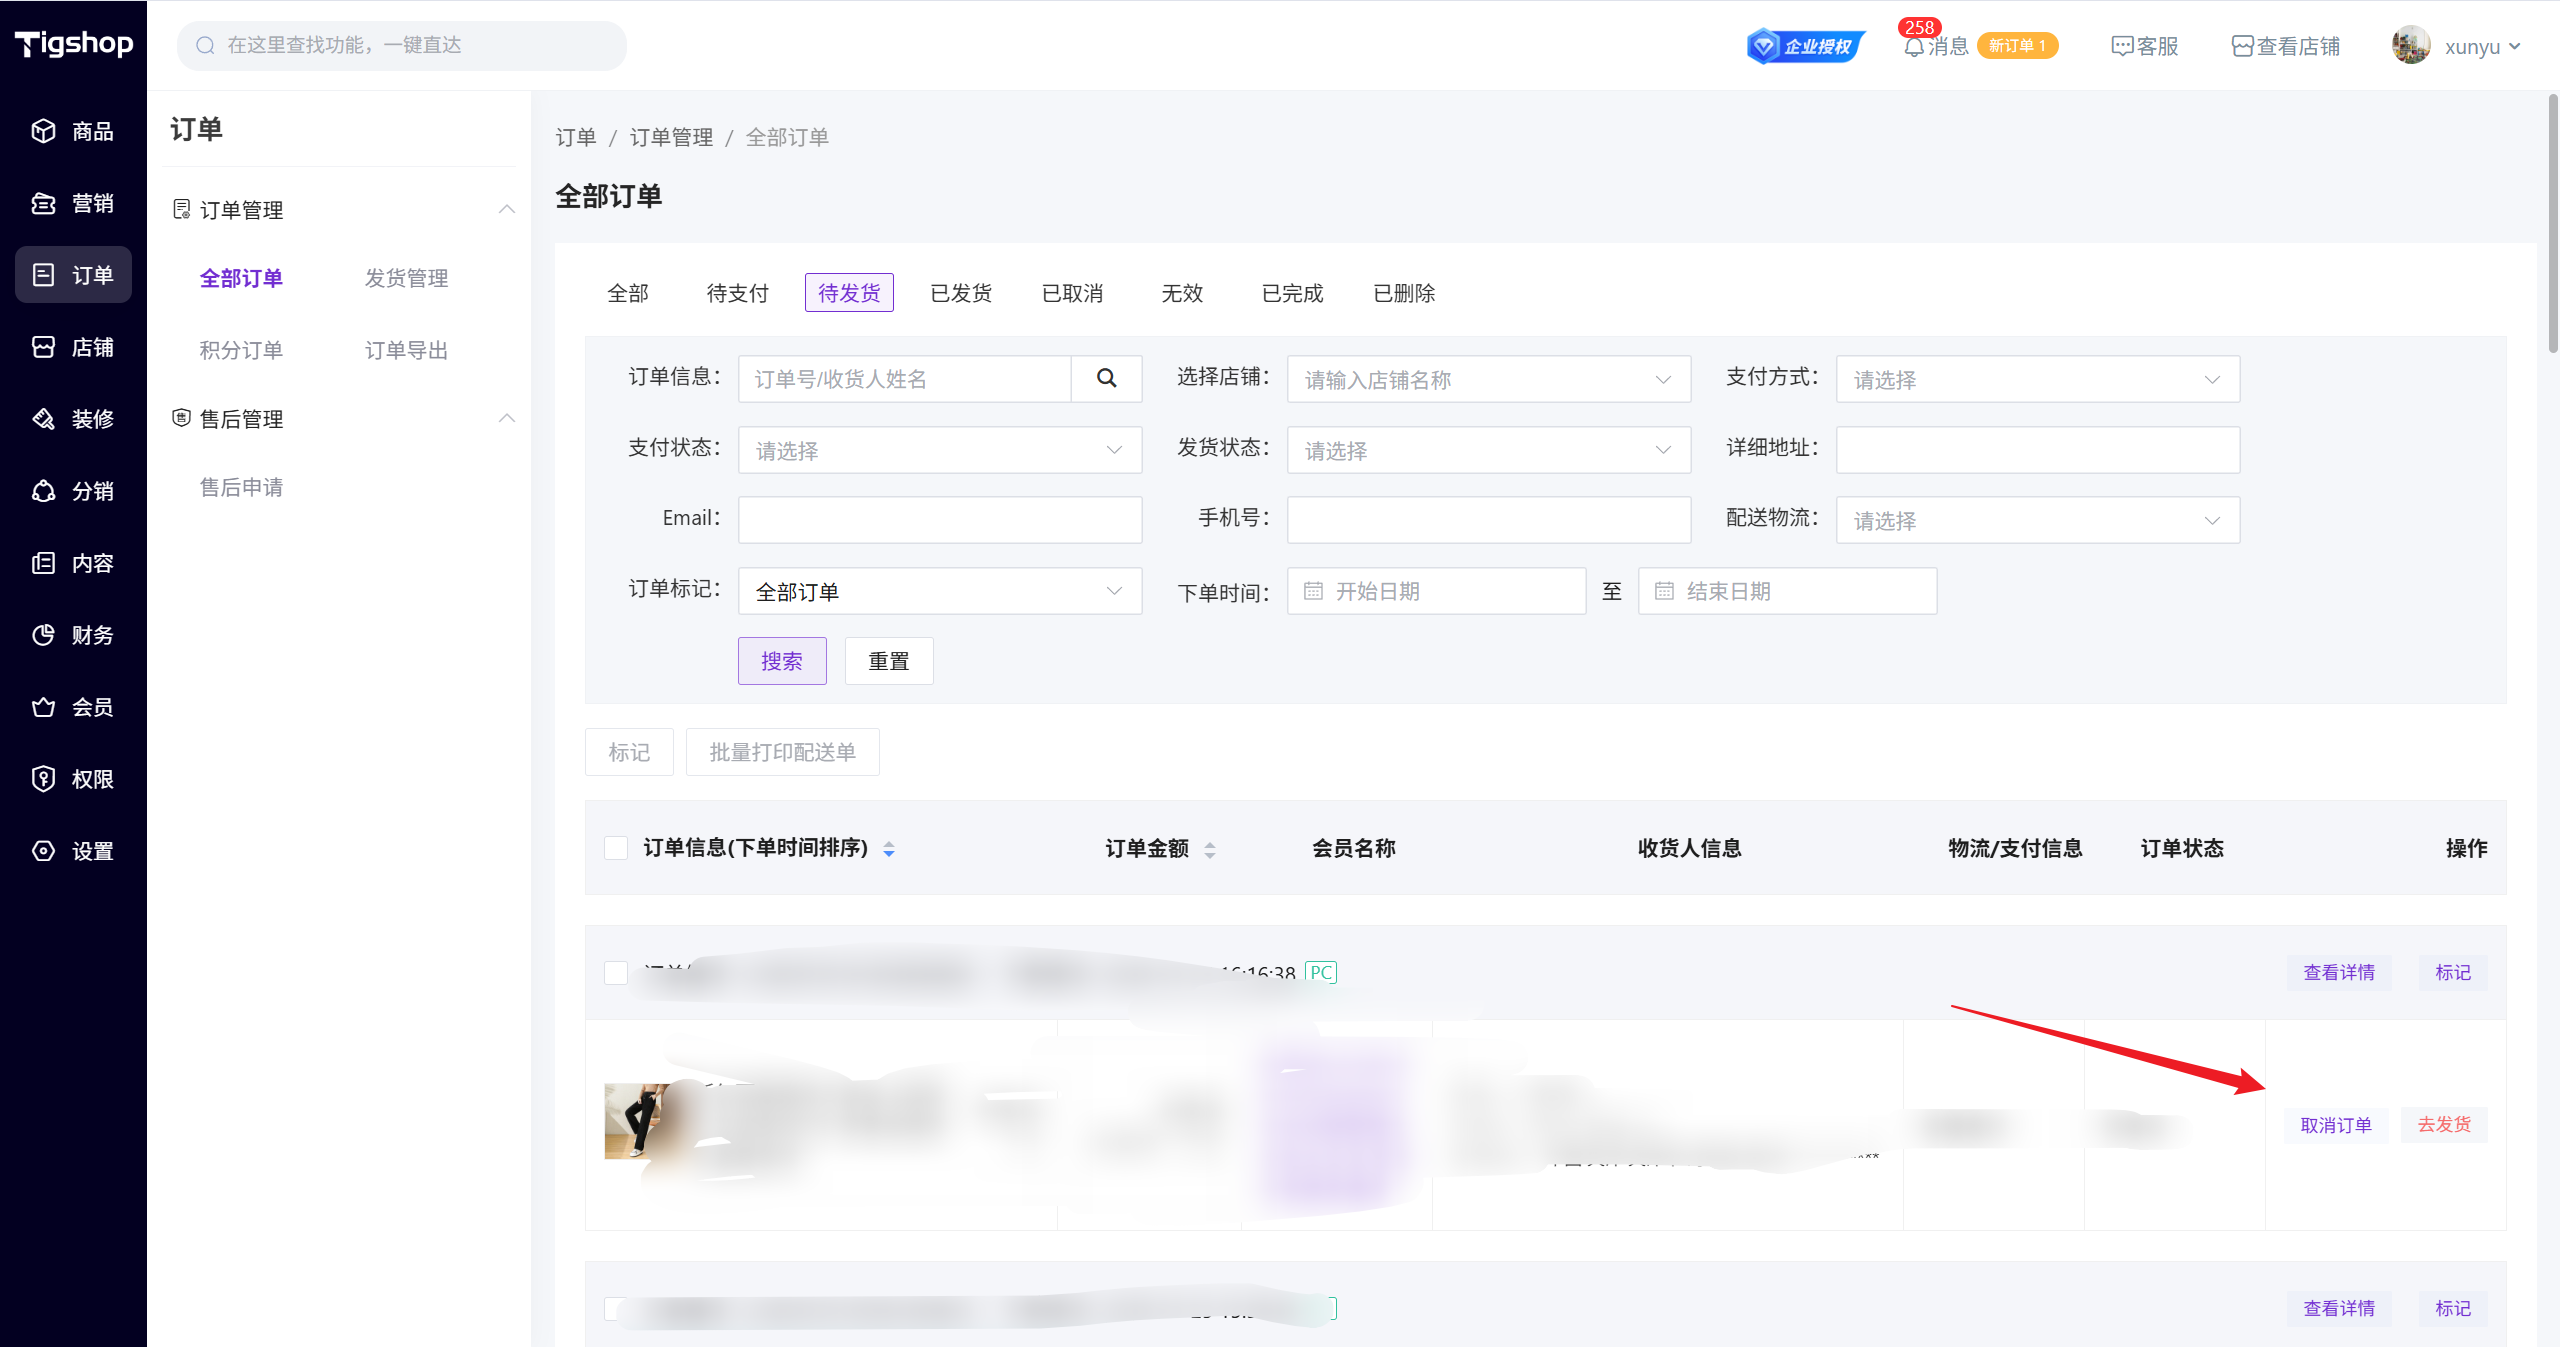 Tigshop
在这里查找功能，一键直达
企业授权
258
消息
新订单 1
客服
查看店铺
xunyu
商品
营销
订单
店铺
装修
分销
内容
财务
会员
权限
设置
订单
订单管理
全部订单
发货管理
积分订单
订单导出
售后管理
售后申请
订单 / 订单管理 / 全部订单
全部订单
全部 待支付 待发货 已发货 已取消 无效 已完成 已删除
订单信息： 订单号/收货人姓名 选择店铺： 请输入店铺名称 支付方式： 请选择
支付状态： 请选择 发货状态： 请选择 详细地址：
Email： 手机号： 配送物流： 请选择
订单标记： 全部订单 下单时间： 开始日期 至 结束日期
搜索 重置
标记 批量打印配送单
订单信息(下单时间排序) 订单金额 会员名称 收货人信息 物流/支付信息 订单状态 操作
16:16:38 PC 查看详情 标记
取消订单 去发货
查看详情 标记